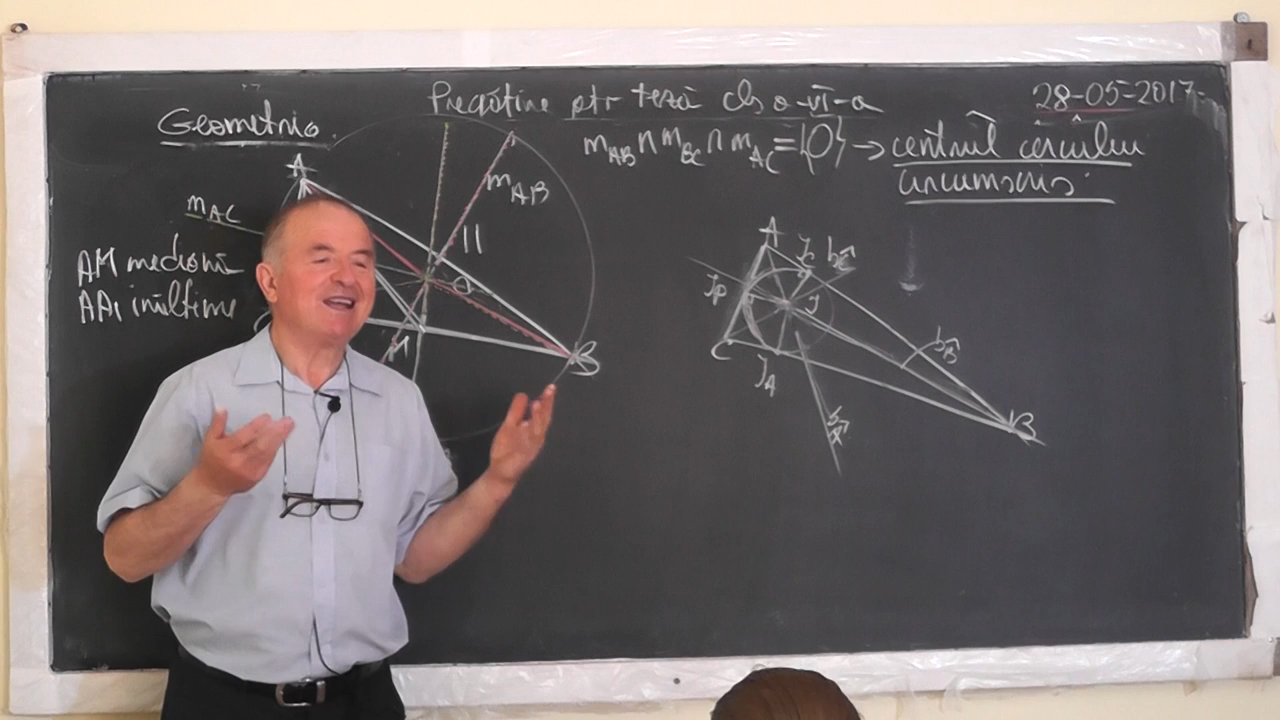 Geometrie.
Pregătire ptr teză cls a-VI-a
28-05-2017
m_AB ∩ m_BC ∩ m_AC = {O} → centrul cercului
circumscris.
A
m_AC
m_AB
AM mediană
AA₁ înălțime
O
M
B
A
I
C
I_A
B